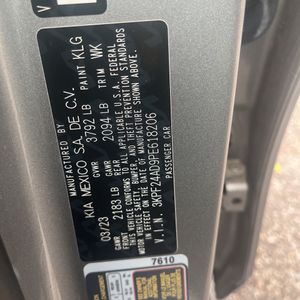 MANUFACTURED BY
KIA MEXICO S.A. DE C.V.
03/23 GVWR 3792 LB PAINT KLG
GAWR FRONT 2183 LB GAWR REAR 2094 LB TRIM WK
THIS VEHICLE CONFORMS TO ALL APPLICABLE U.S.A. FEDERAL
MOTOR VEHICLE SAFETY, BUMPER, AND THEFT PREVENTION STANDARDS
IN EFFECT ON THE DATE OF MANUFACTURE SHOWN ABOVE.
V.I.N. 3KPF24AD9PE618206
PASSENGER CAR
7610
V